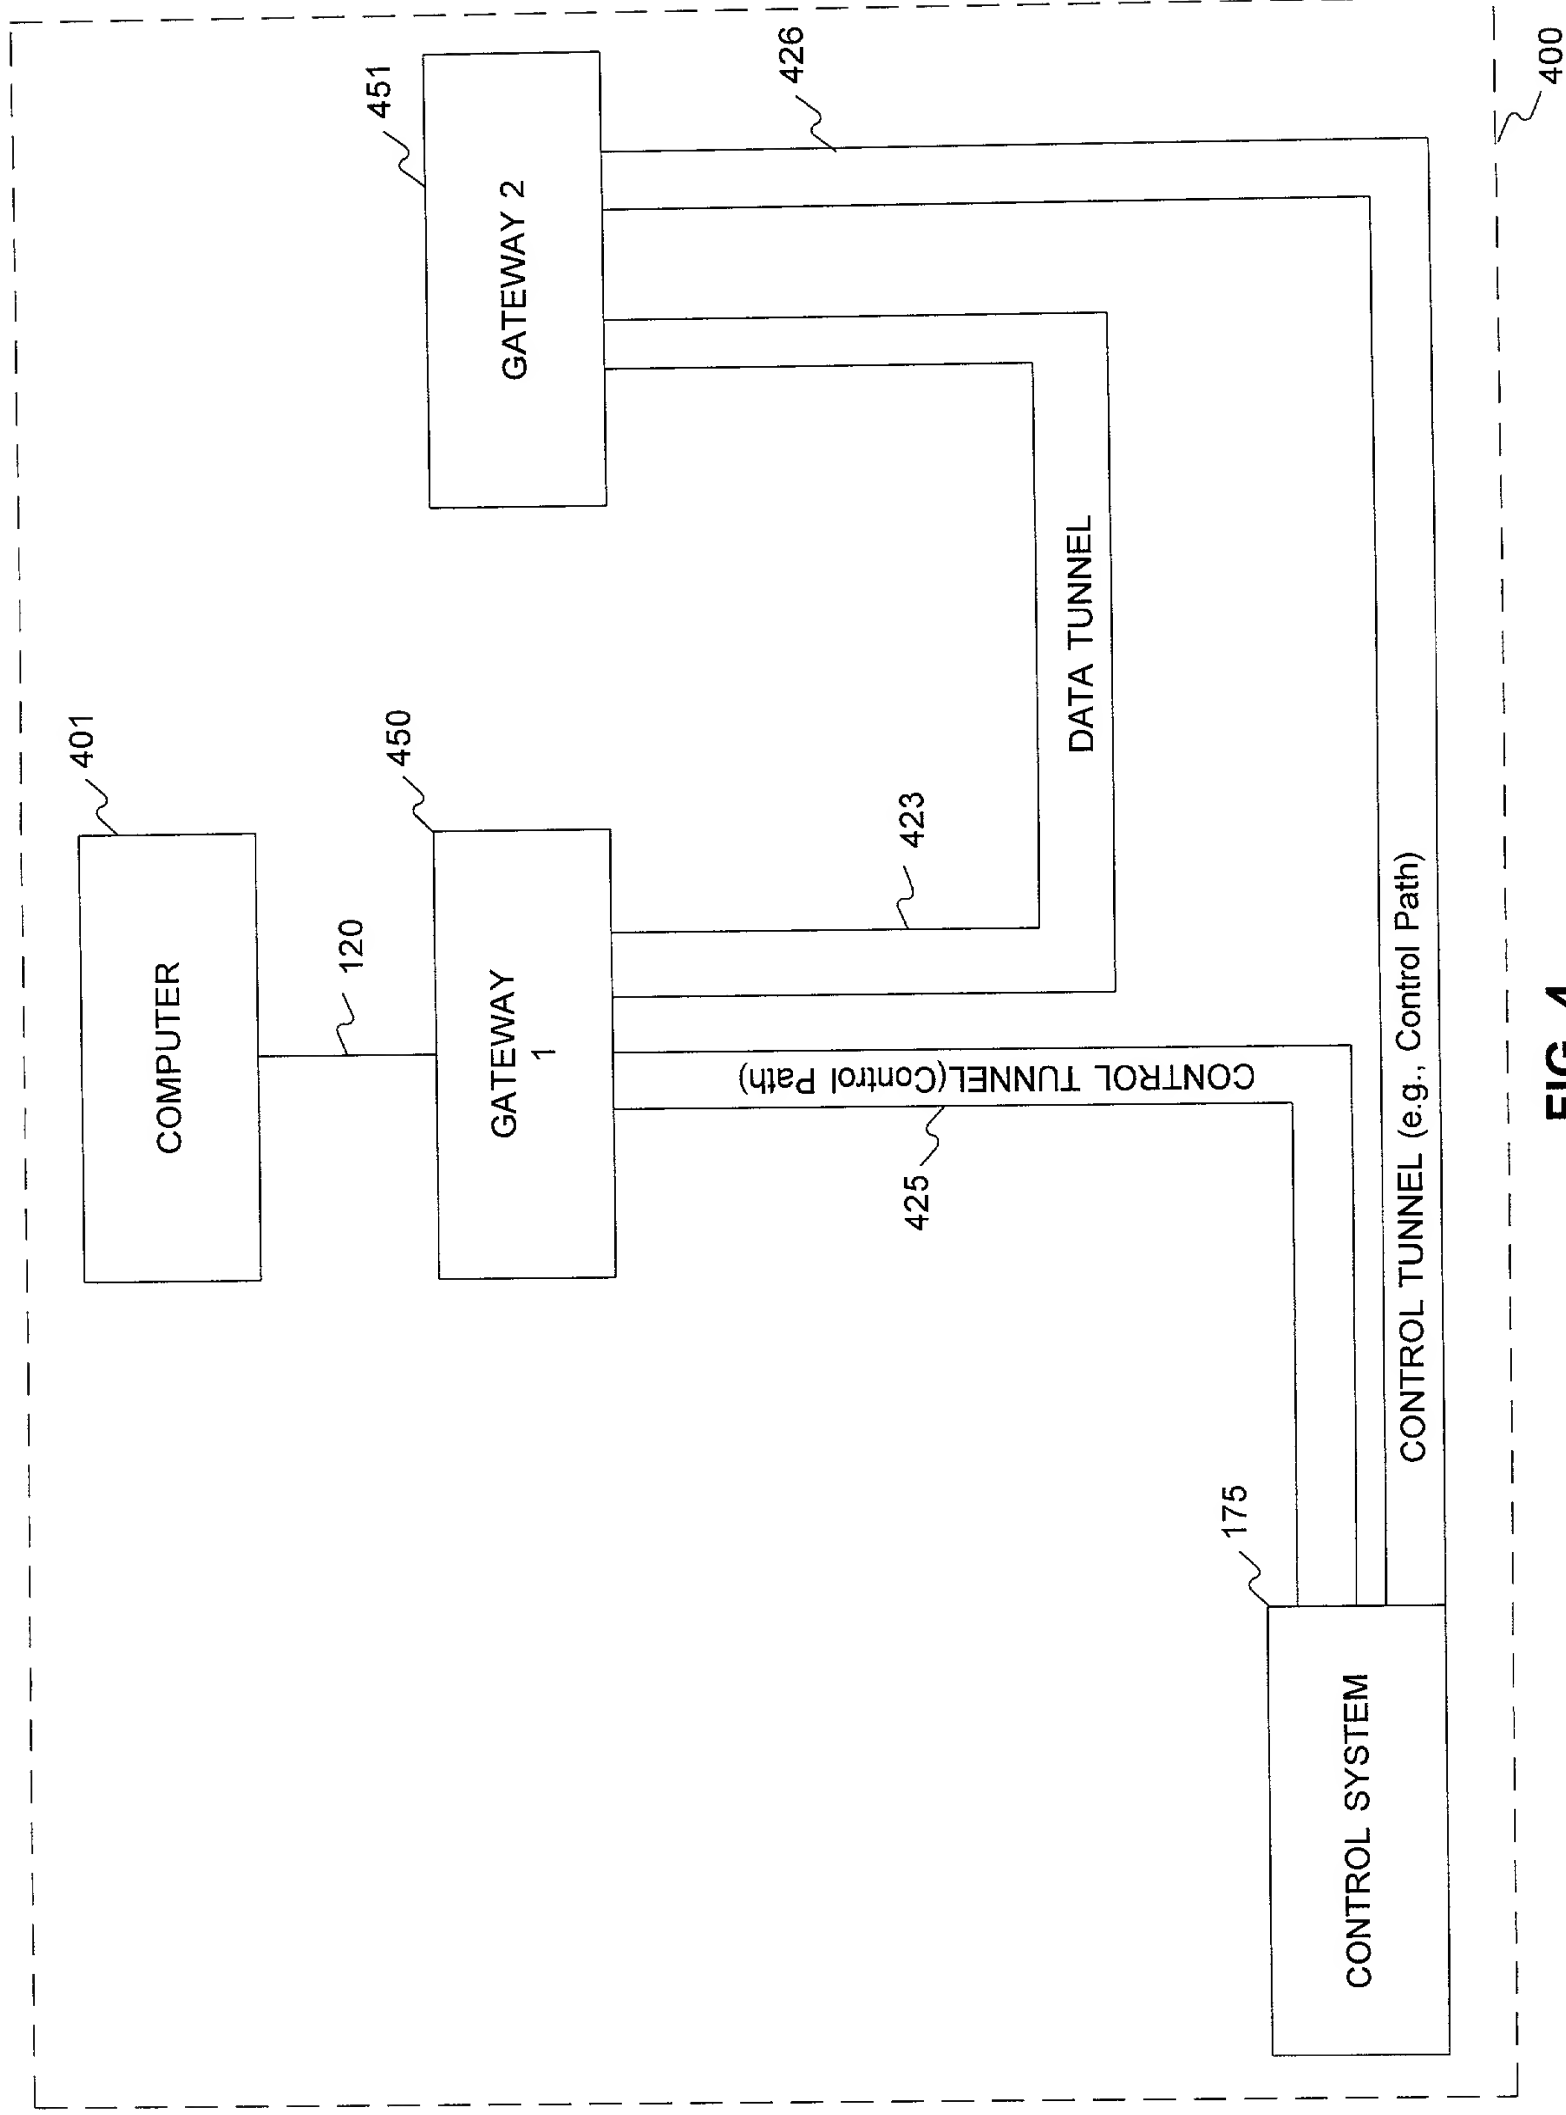 401
COMPUTER
120
450
GATEWAY
1
451
GATEWAY 2
426
423
425
CONTROL TUNNEL(Control Path)
DATA TUNNEL
175
CONTROL SYSTEM
CONTROL TUNNEL (e.g., Control Path)
400
FIG. 4